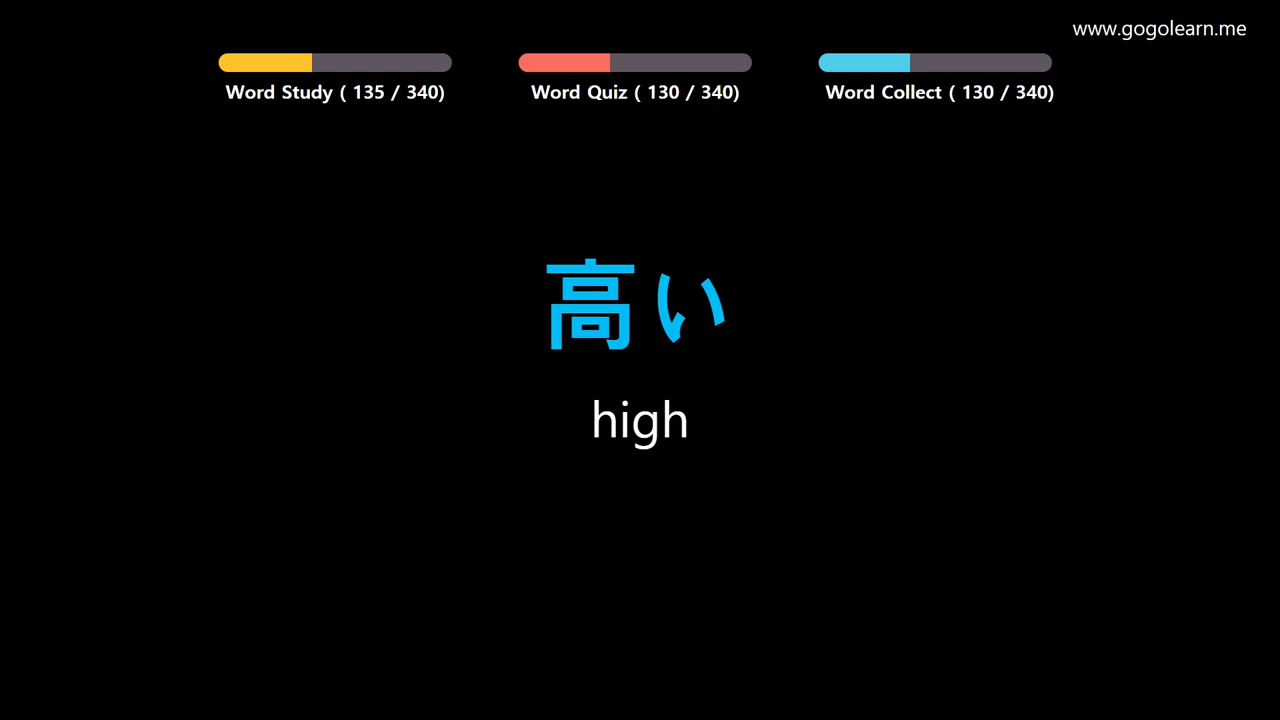 www.gogolearn.me
Word Study ( 135 / 340)
Word Quiz ( 130 / 340)
Word Collect ( 130 / 340)
高い
high